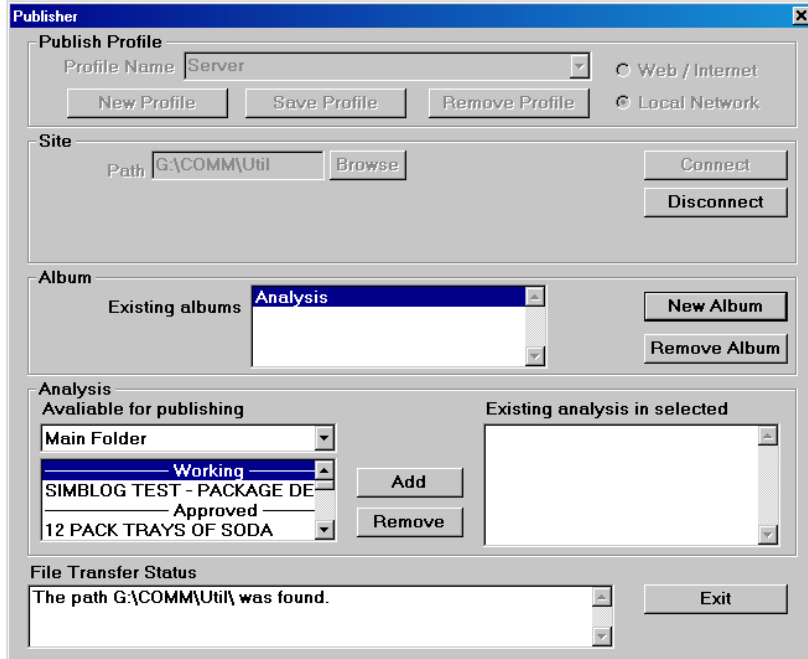 Publisher
Publish Profile
Profile Name Server
Web / Internet
New Profile Save Profile Remove Profile Local Network
Site
Path G:\COMM\Util Browse Connect
Disconnect
Album
Existing albums Analysis
New Album
Remove Album
Analysis
Avaliable for publishing Existing analysis in selected
Main Folder
Working
SIMBLOG TEST - PACKAGE DE
Approved
12 PACK TRAYS OF SODA
Add
Remove
File Transfer Status
The path G:\COMM\Util\ was found.
Exit